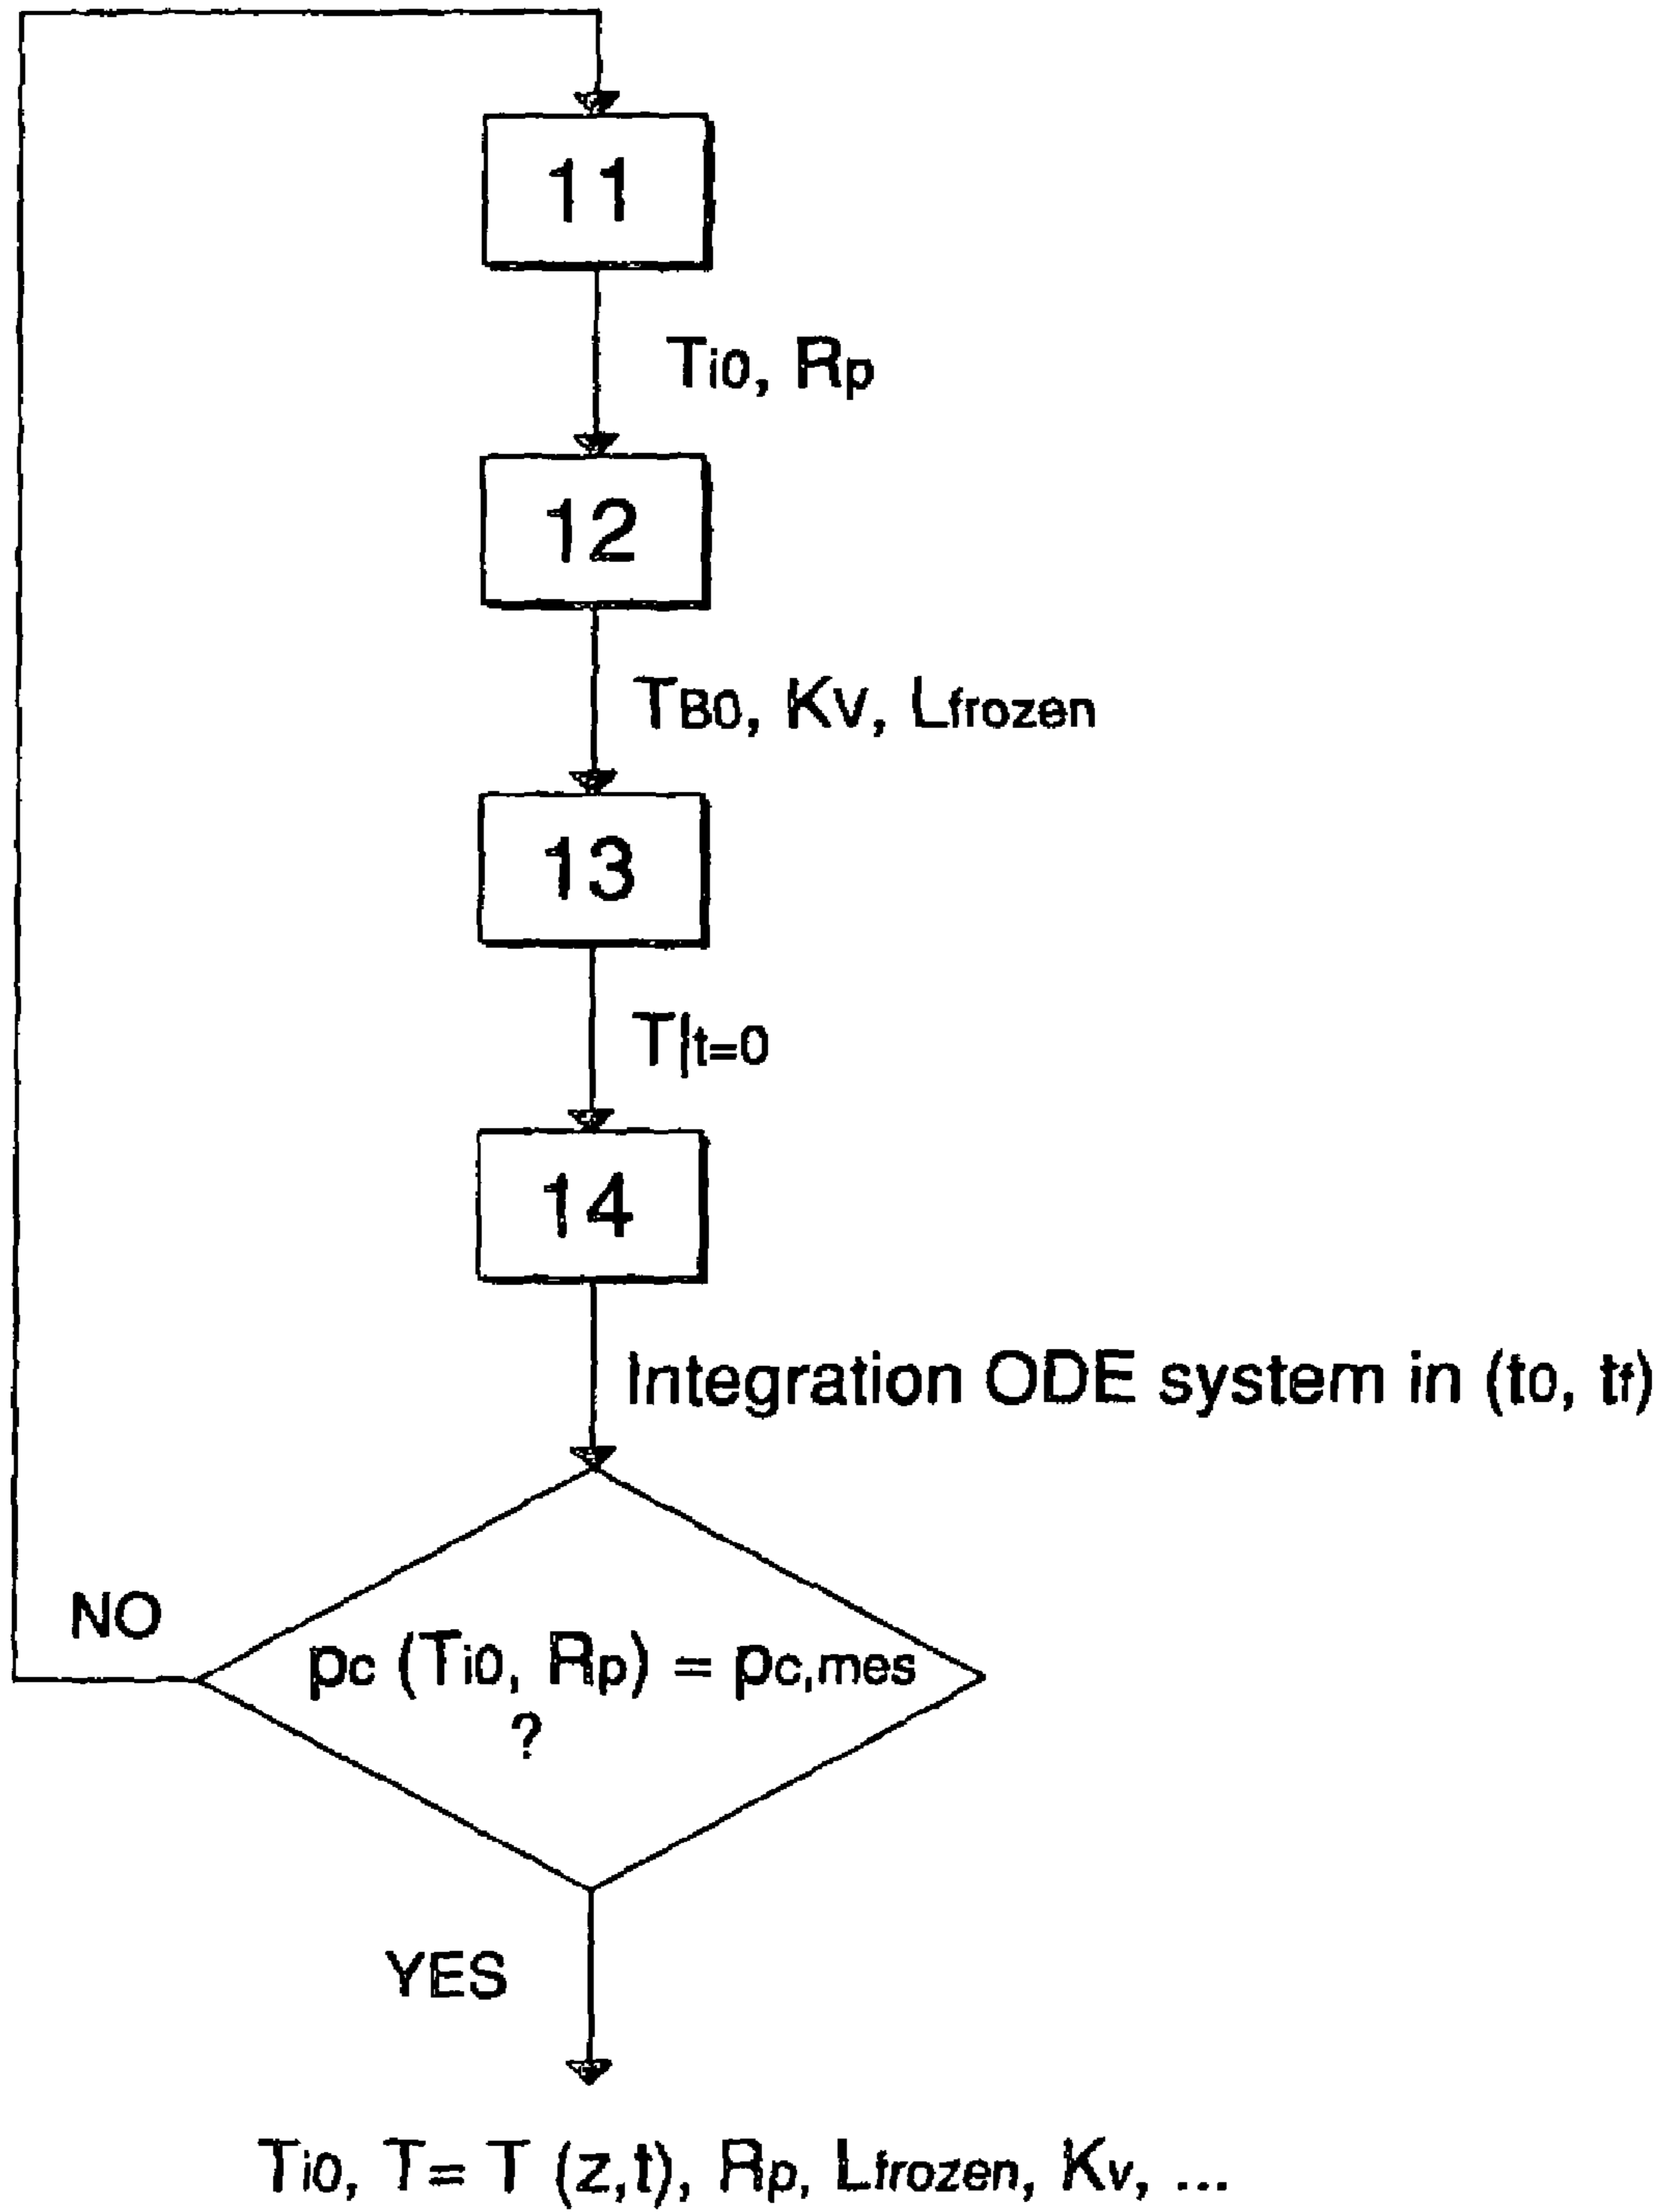 11
Ti0, Rp
12
TB0, Kv, Lfrozen
13
T|t=0
14
Integration ODE system in (t0, tf)
NO
pc (Ti0, Rp) = pc,mes
?
YES
Ti0, T= T (z,t), Rp, Lfrozen, Kv, ...